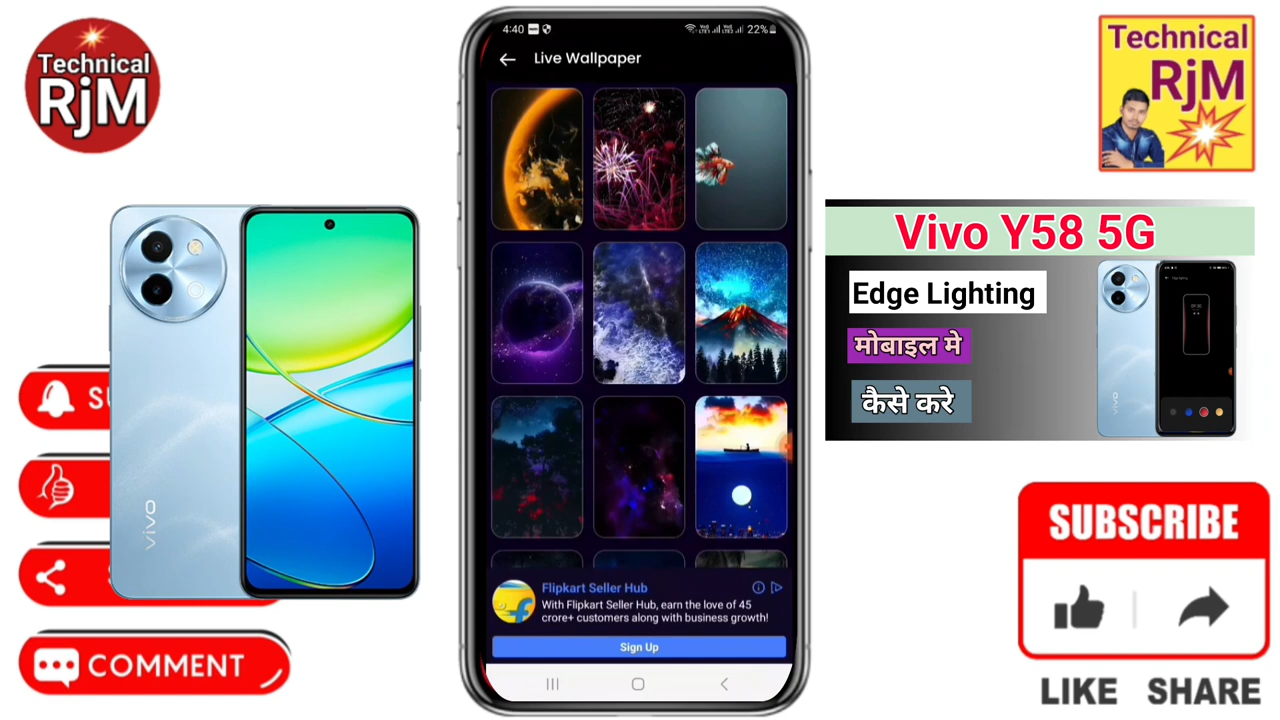 Technical
RjM
SU
S
COMMENT
vivo
4:40
22%
Live Wallpaper
Flipkart Seller Hub
With Flipkart Seller Hub, earn the love of 45
crore+ customers along with business growth!
Sign Up
Technical
RjM
Vivo Y58 5G
Edge Lighting
मोबाइल मे
कैसे करे
vivo
SUBSCRIBE
LIKE SHARE